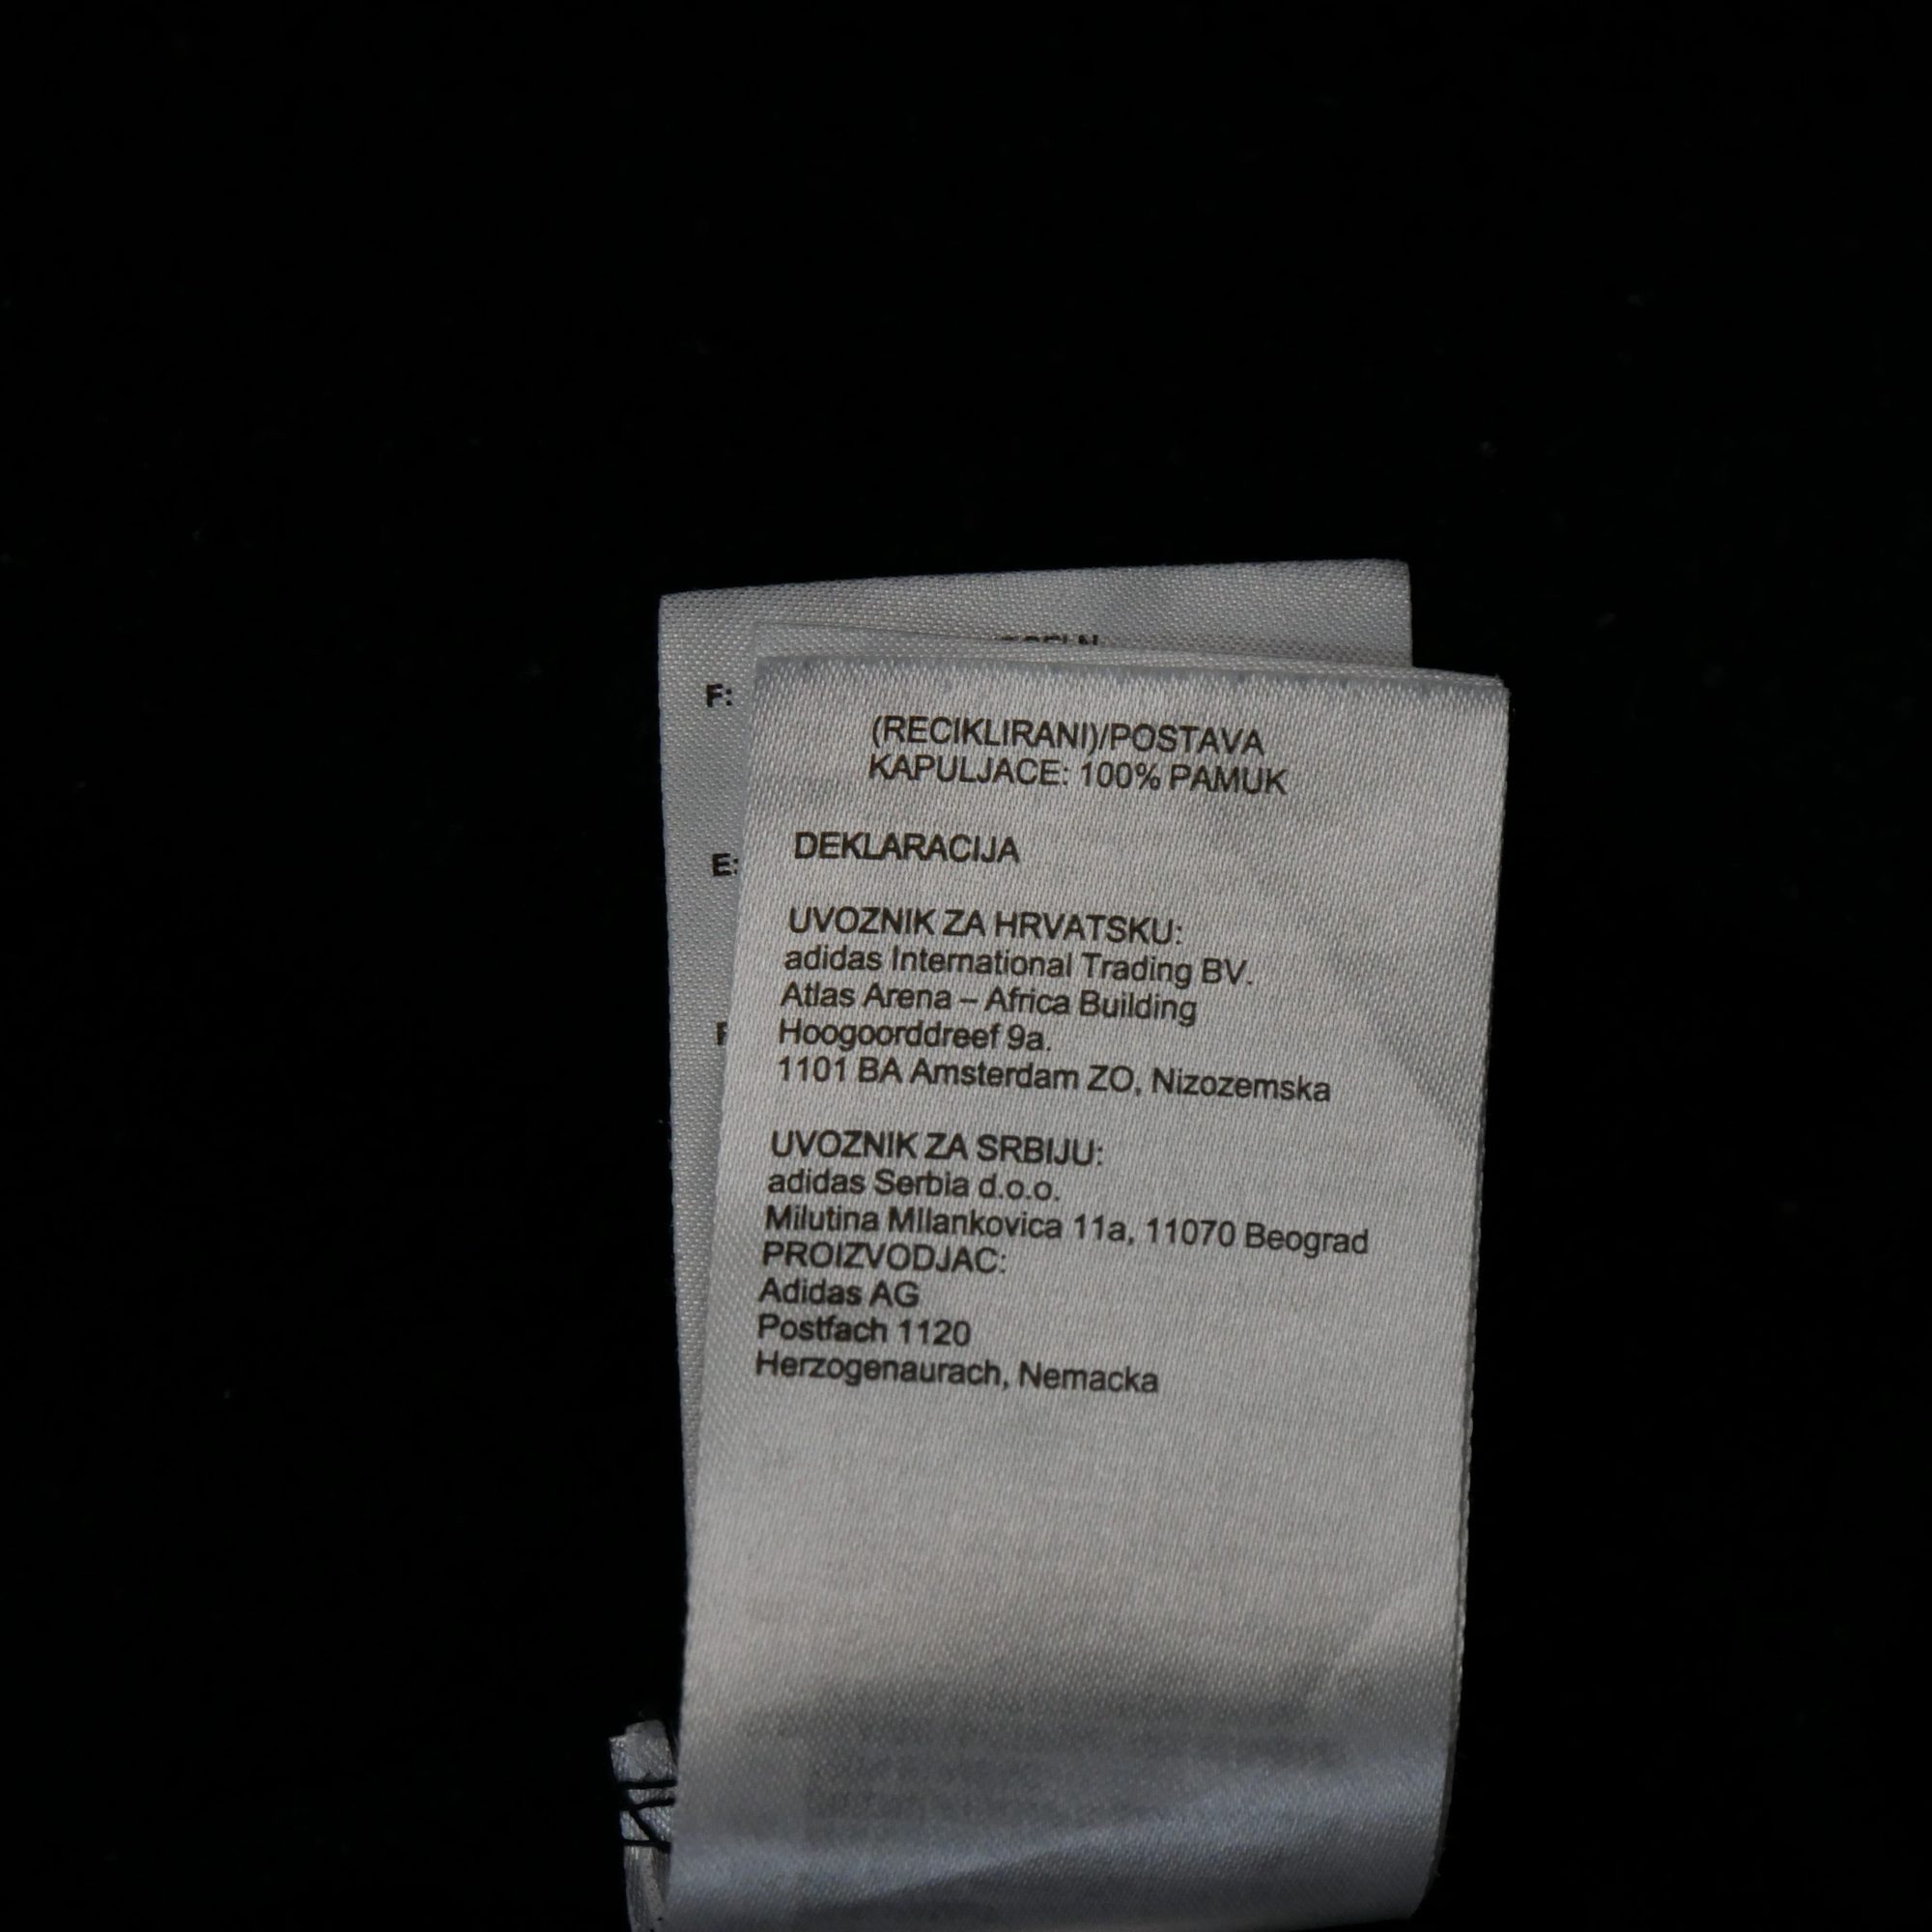 F:
E:
(RECIKLIRANI)/POSTAVA
KAPULJACE: 100% PAMUK
DEKLARACIJA
UVOZNIK ZA HRVATSKU:
adidas International Trading BV.
Atlas Arena – Africa Building
Hoogoorddreef 9a.
1101 BA Amsterdam ZO, Nizozemska
UVOZNIK ZA SRBIJU:
adidas Serbia d.o.o.
Milutina MIlankovica 11a, 11070 Beograd
PROIZVODJAC:
Adidas AG
Postfach 1120
Herzogenaurach, Nemacka